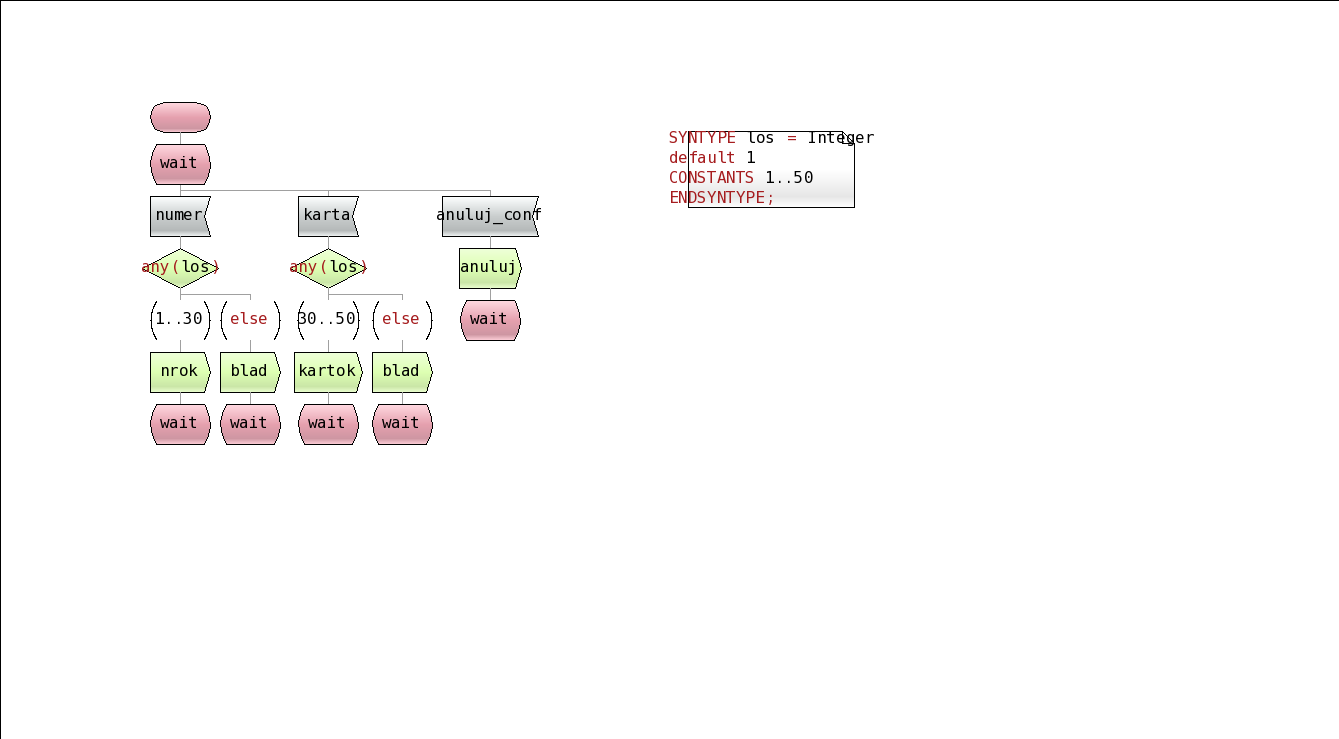 wait
numer
karta
anuluj_conf
any(los)
any(los)
anuluj
(1..30)
(else)
(30..50)
(else)
wait
nrok
blad
kartok
blad
wait
wait
wait
wait
SYNTYPE los = Integer
default 1
CONSTANTS 1..50
ENDSYNTYPE;